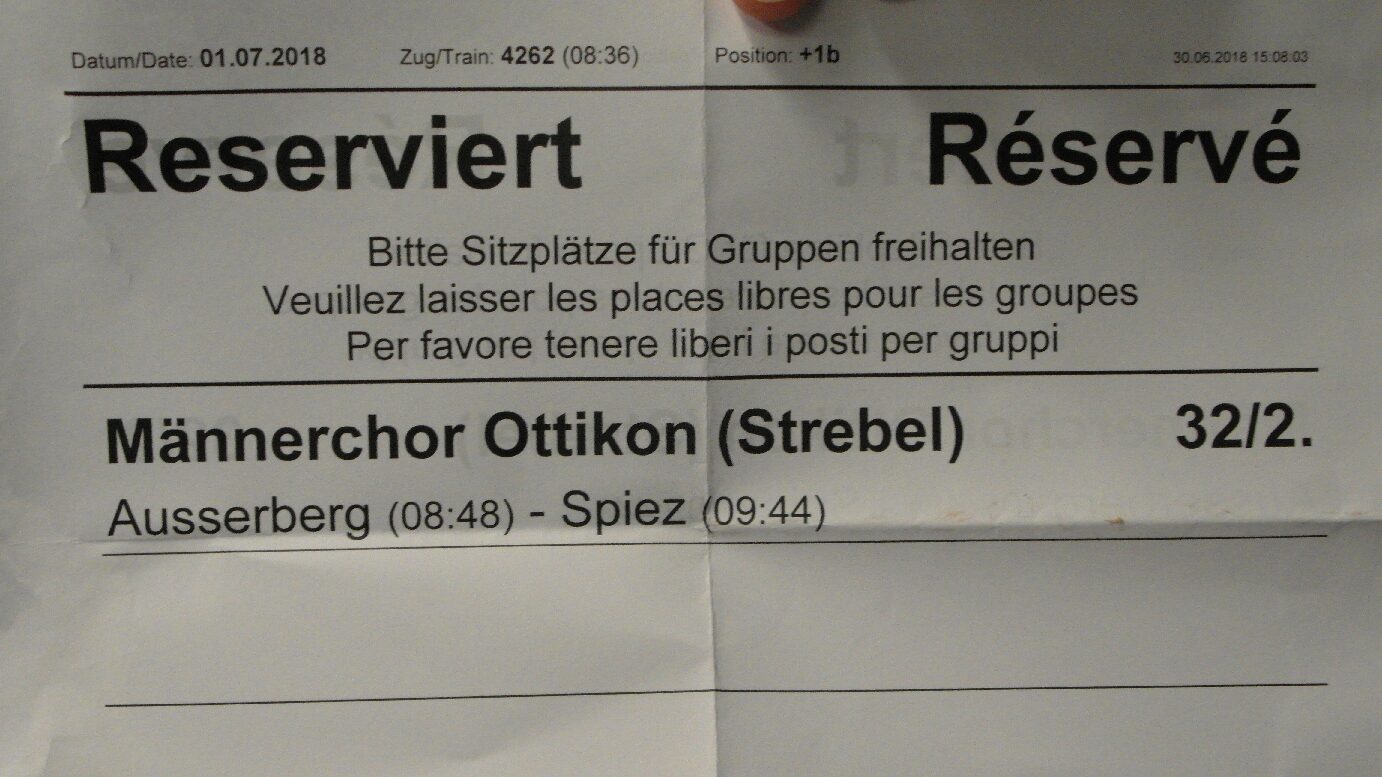 Datum/Date: 01.07.2018 Zug/Train: 4262 (08:36) Position: +1b 30.06.2018 15:08:03
Reserviert Réservé
Bitte Sitzplätze für Gruppen freihalten
Veuillez laisser les places libres pour les groupes
Per favore tenere liberi i posti per gruppi
Männerchor Ottikon (Strebel) 32/2.
Ausserberg (08:48) - Spiez (09:44)